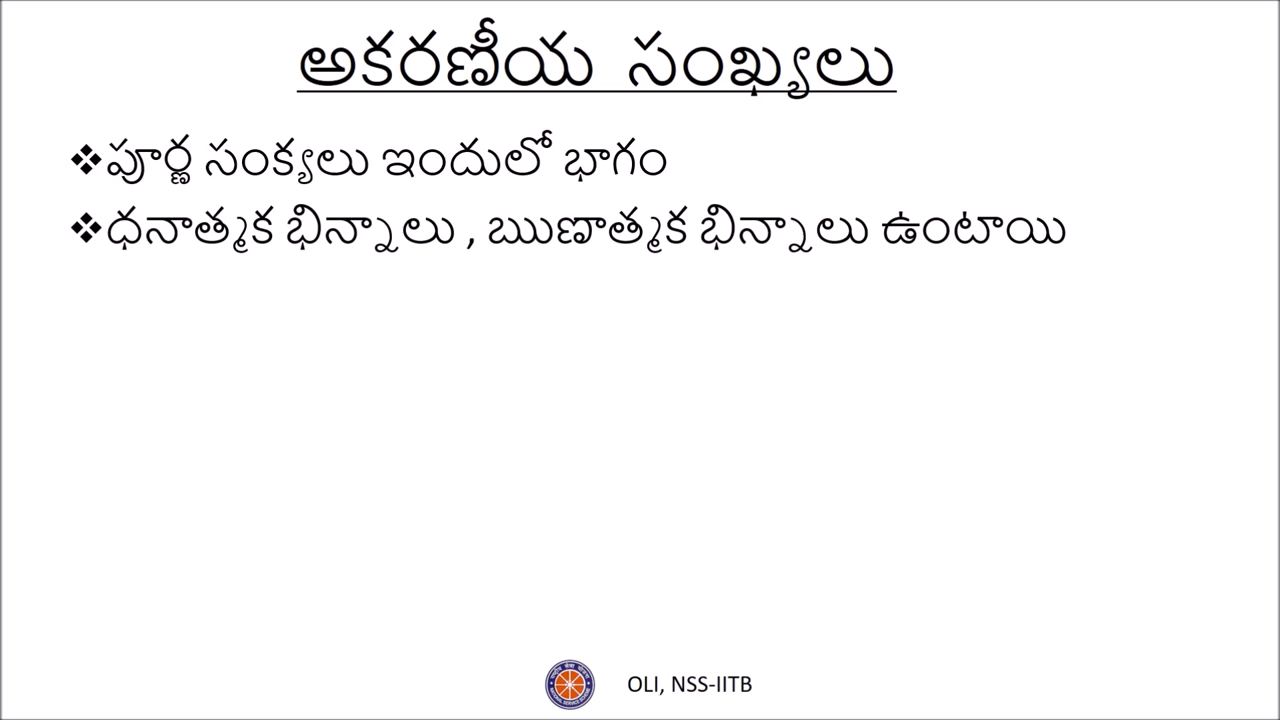 అకరణీయ సంఖ్యలు
❖పూర్ణ సంక్యలు ఇందులో భాగం
❖ధనాత్మక భిన్నాలు , ఋణాత్మక భిన్నాలు ఉంటాయి
OLI, NSS-IITB